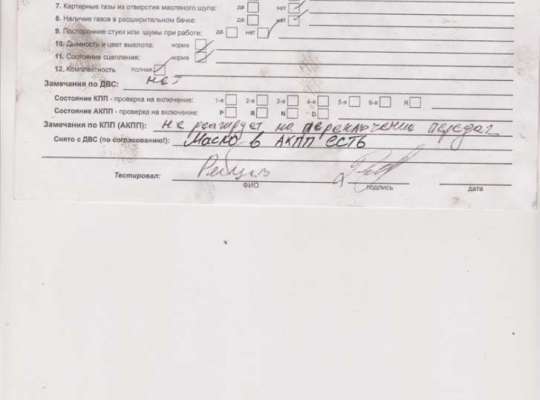 7. Картерные газы из отверстия масляного щупа: да нет
8. Наличие газов в расширительном бачке: да нет
9. Посторонние стуки или шумы при работе: да нет
10. Дымность и цвет выхлопа: норма
11. Состояние сцепления: норма
12. Комплектность полная
Замечания по ДВС: нет
Состояние КПП - проверка на включение: 1-я 2-я 3-я 4-я 5-я 6-я R
Состояние АКПП - проверка на включение: P R N D
Замечания по КПП (АКПП): Не реагирует на переключение передач
Снято с ДВС (по согласованию!): Масло в АКПП есть
Тестировал:
ФИО подпись дата